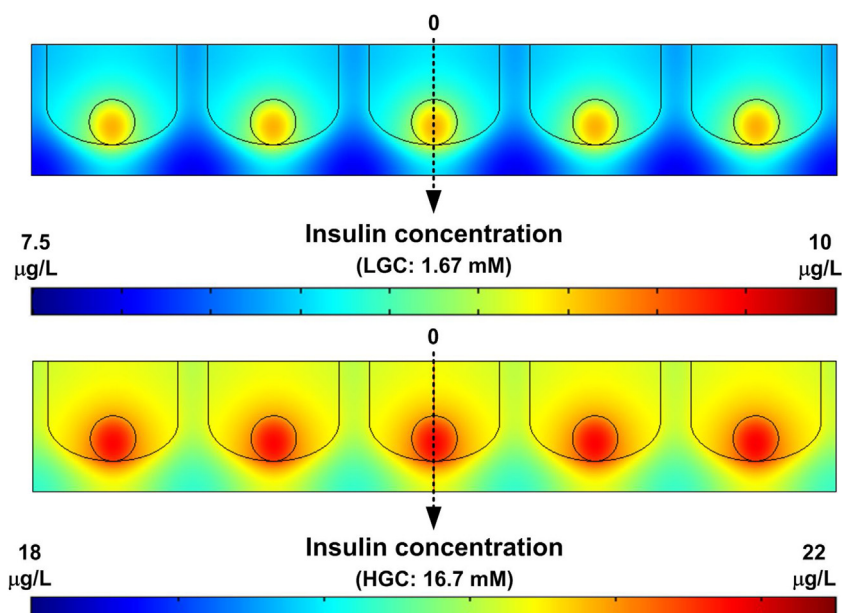 0
Insulin concentration
(LGC: 1.67 mM)
7.5
μg/L
10
μg/L
0
Insulin concentration
(HGC: 16.7 mM)
18
μg/L
22
μg/L